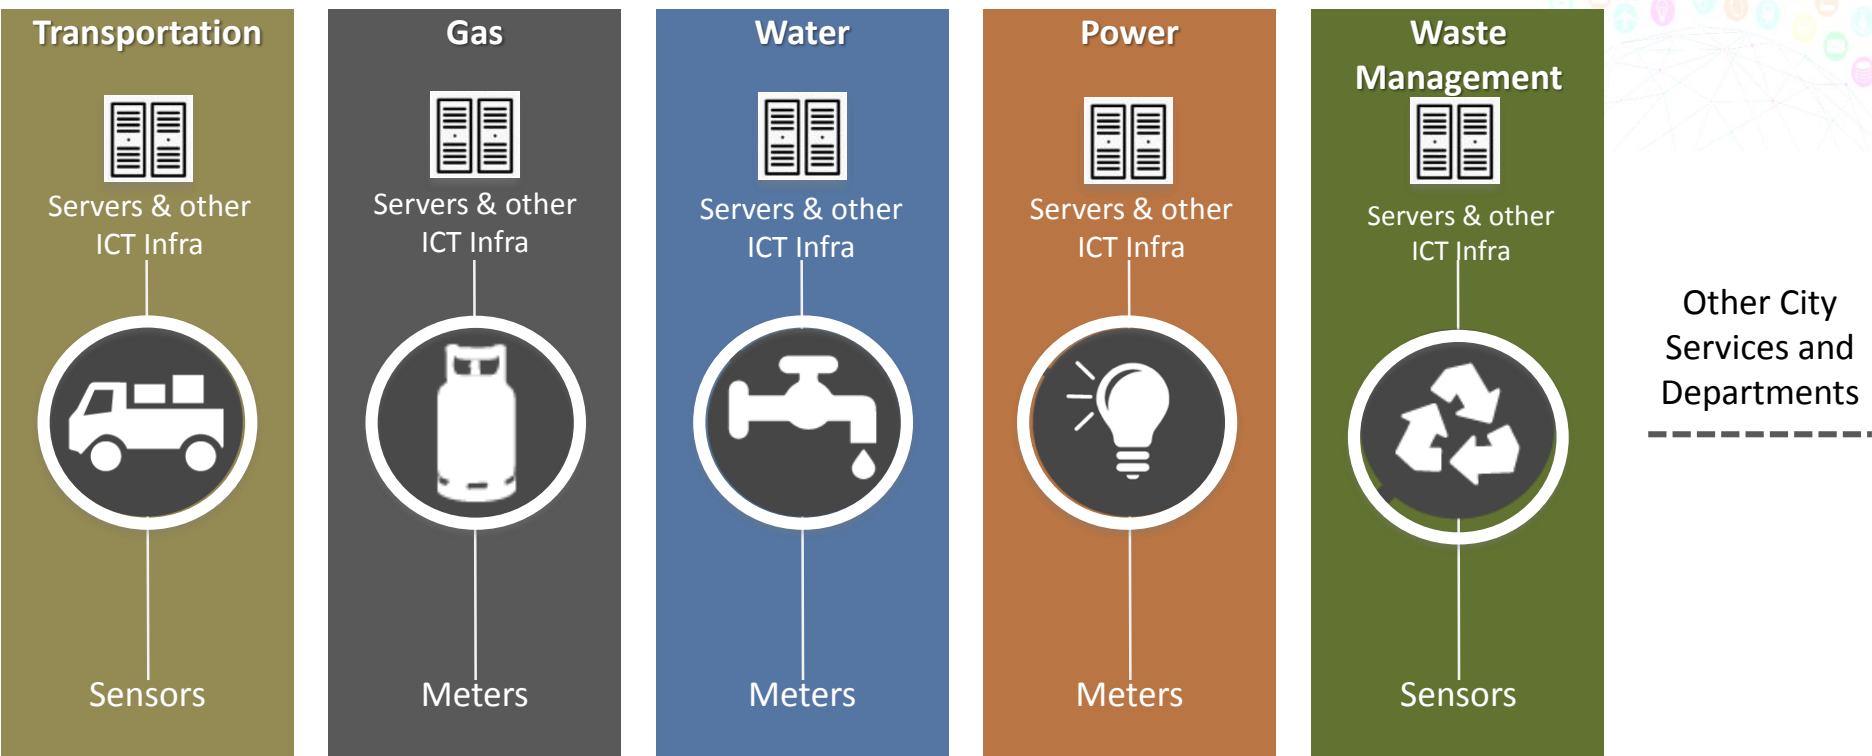 Transportation
Servers & other
ICT Infra
Sensors
Gas
Servers & other
ICT Infra
Meters
Water
Servers & other
ICT Infra
Meters
Power
Servers & other
ICT Infra
Meters
Waste
Management
Servers & other
ICT Infra
Sensors
Other City
Services and
Departments